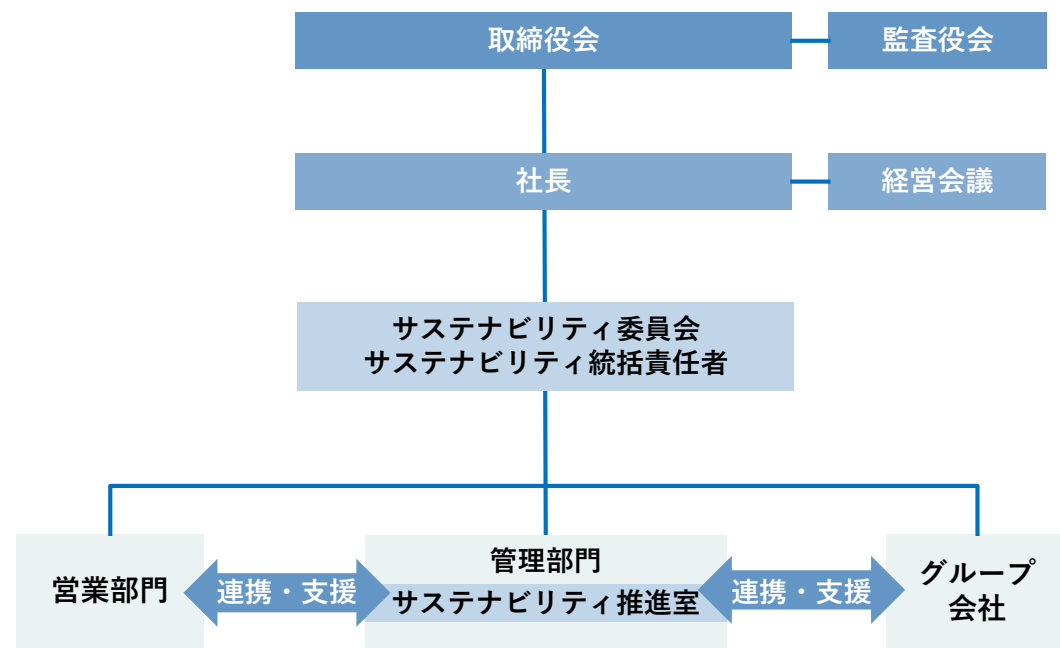 取締役会
監査役会
社長
経営会議
サステナビリティ委員会
サステナビリティ統括責任者
営業部門
連携・支援
管理部門
サステナビリティ推進室
連携・支援
グループ
会社